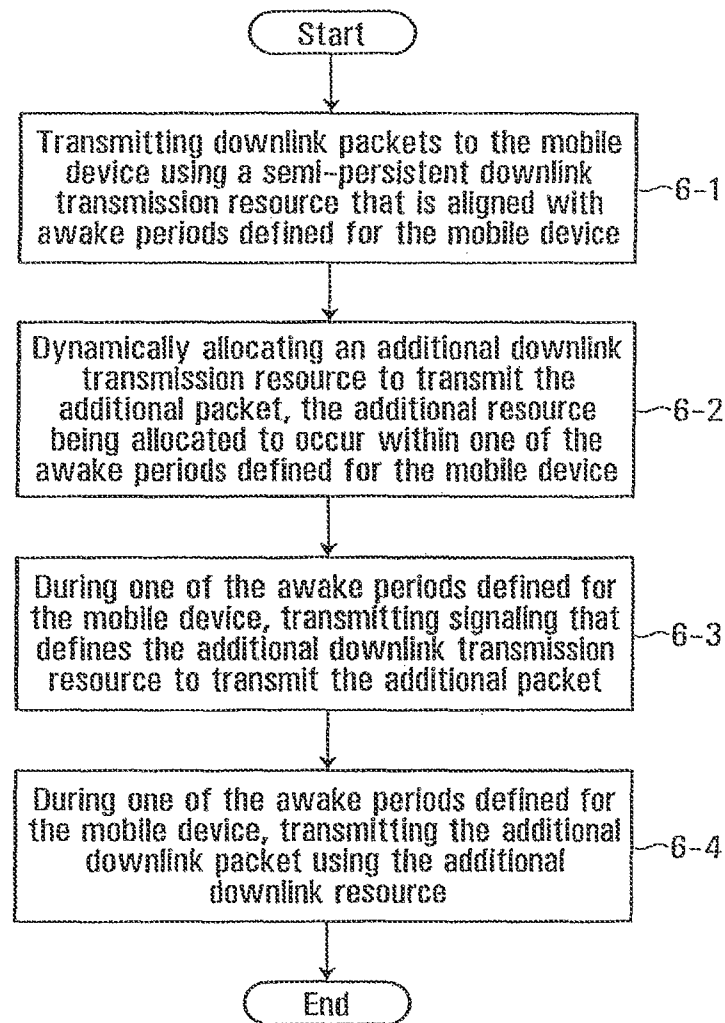 Start
Transmitting downlink packets to the mobile
device using a semi-persistent downlink
transmission resource that is aligned with
awake periods defined for the mobile device
6-1
Dynamically allocating an additional downlink
transmission resource to transmit the
additional packet, the additional resource
being allocated to occur within one of the
awake periods defined for the mobile device
6-2
During one of the awake periods defined for
the mobile device, transmitting signaling that
defines the additional downlink transmission
resource to transmit the additional packet
6-3
During one of the awake periods defined for
the mobile device, transmitting the additional
downlink packet using the additional
downlink resource
6-4
End